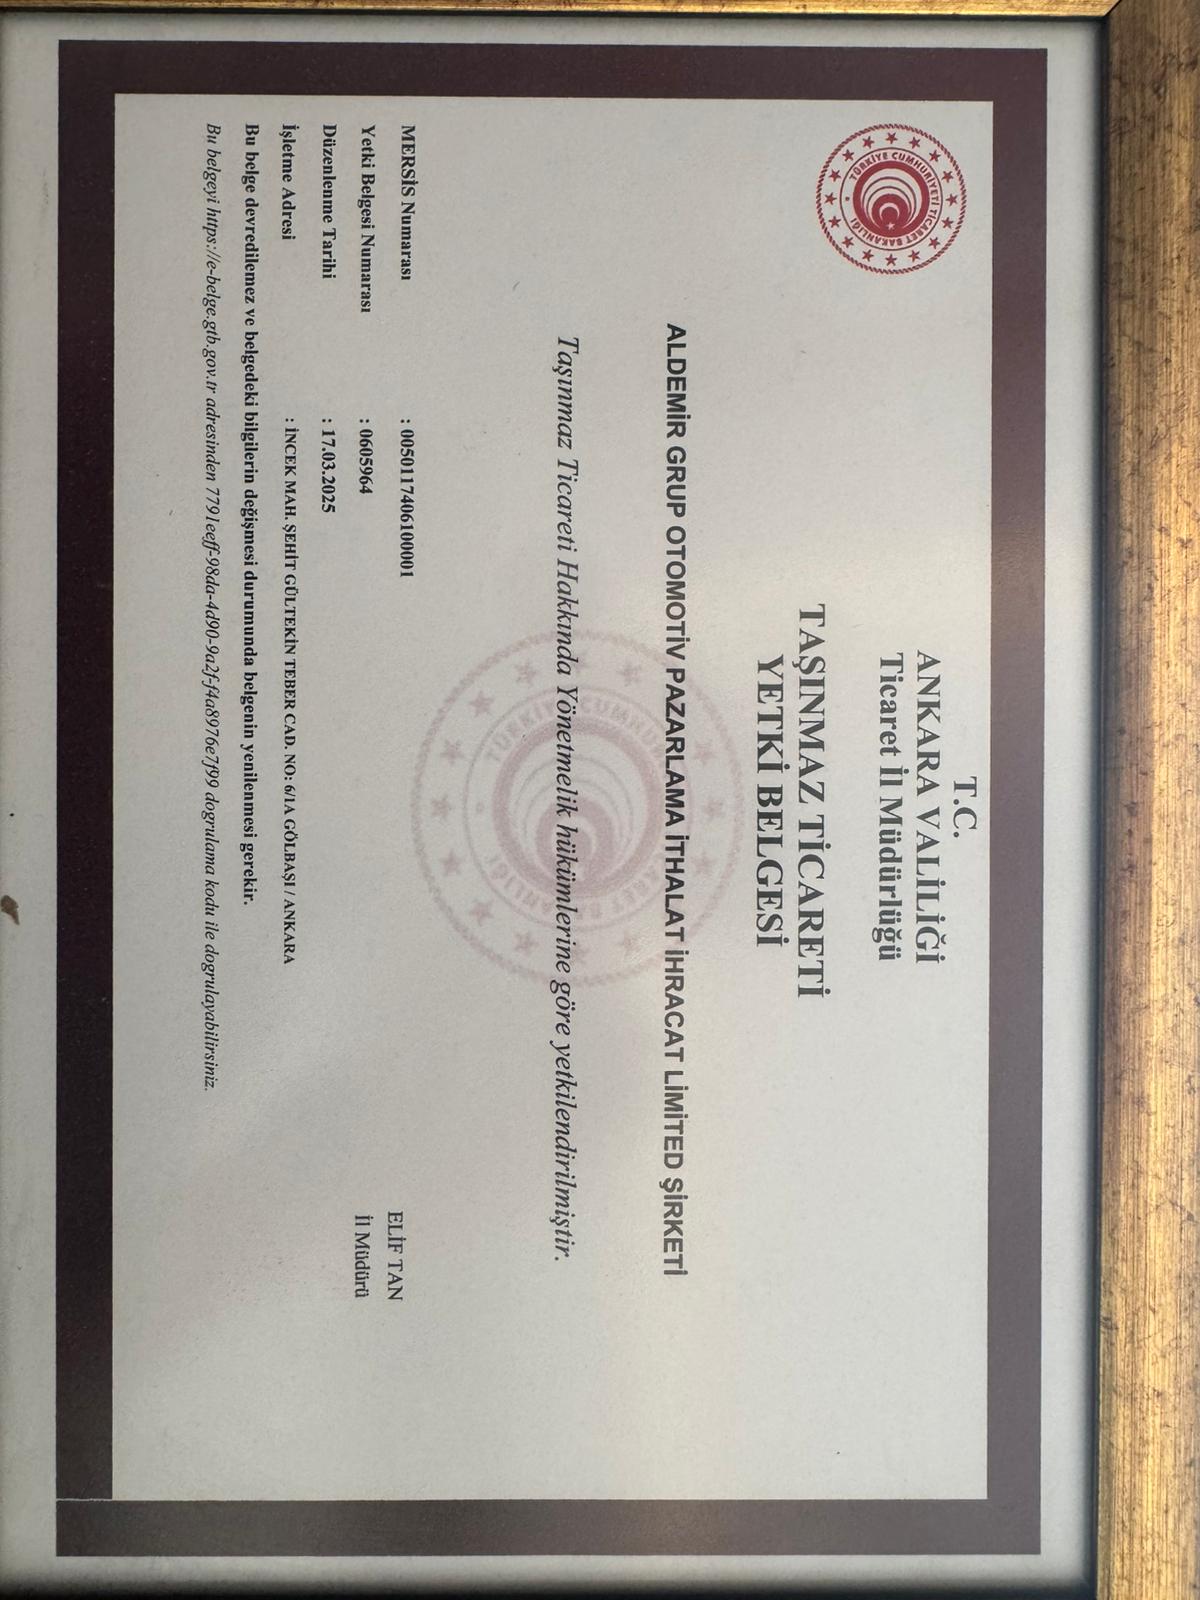 T.C.
ANKARA VALİLİĞİ
Ticaret İl Müdürlüğü
TÜRKİYE CUMHURİYETİ TİCARET BAKANLIĞI
TAŞINMAZ TİCARETİ
YETKİ BELGESİ
ALDEMİR GRUP OTOMOTİV PAZARLAMA İTHALAT İHRACAT LİMİTED ŞİRKETİ
Taşınmaz Ticareti Hakkında Yönetmelik hükümlerine göre yetkilendirilmiştir.
MERSİS Numarası : 0050117406100001
Yetki Belgesi Numarası : 0605964
Düzenlenme Tarihi : 17.03.2025
İşletme Adresi : İNCEK MAH. ŞEHİT GÜLTEKİN TEBER CAD. NO: 6/1A GÖLBAŞI / ANKARA
ELİF TAN
İl Müdürü
Bu belge devredilemez ve belgedeki bilgilerin değişmesi durumunda belgenin yenilenmesi gerekir.
Bu belgeyi https://e-belge.gtb.gov.tr adresinden 7791eeff-98da-4d90-9a2f-f4a8976e7f99 dogrulama kodu ile dogrulayabilirsiniz.